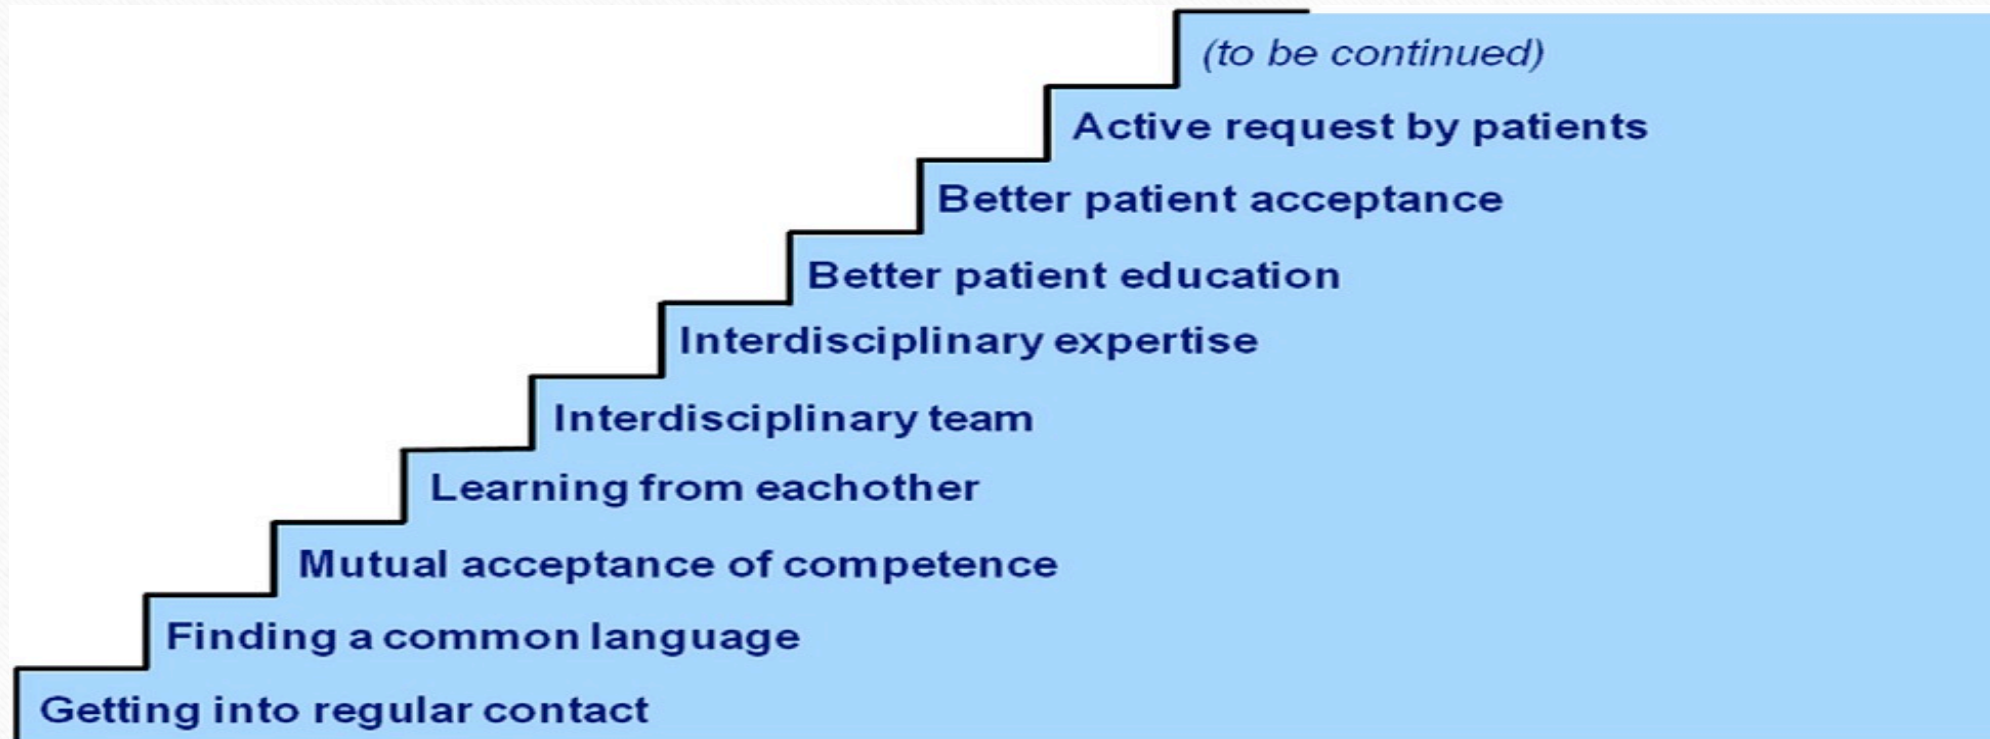 (to be continued)
Active request by patients
Better patient acceptance
Better patient education
Interdisciplinary expertise
Interdisciplinary team
Learning from eachother
Mutual acceptance of competence
Finding a common language
Getting into regular contact